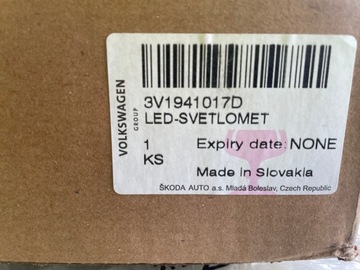 VOLKSWAGEN
GROUP
3V1941017D
LED-SVETLOMET
1 Expiry date: NONE
KS
Made in Slovakia
ŠKODA AUTO a.s. Mladá Boleslav, Czech Republic